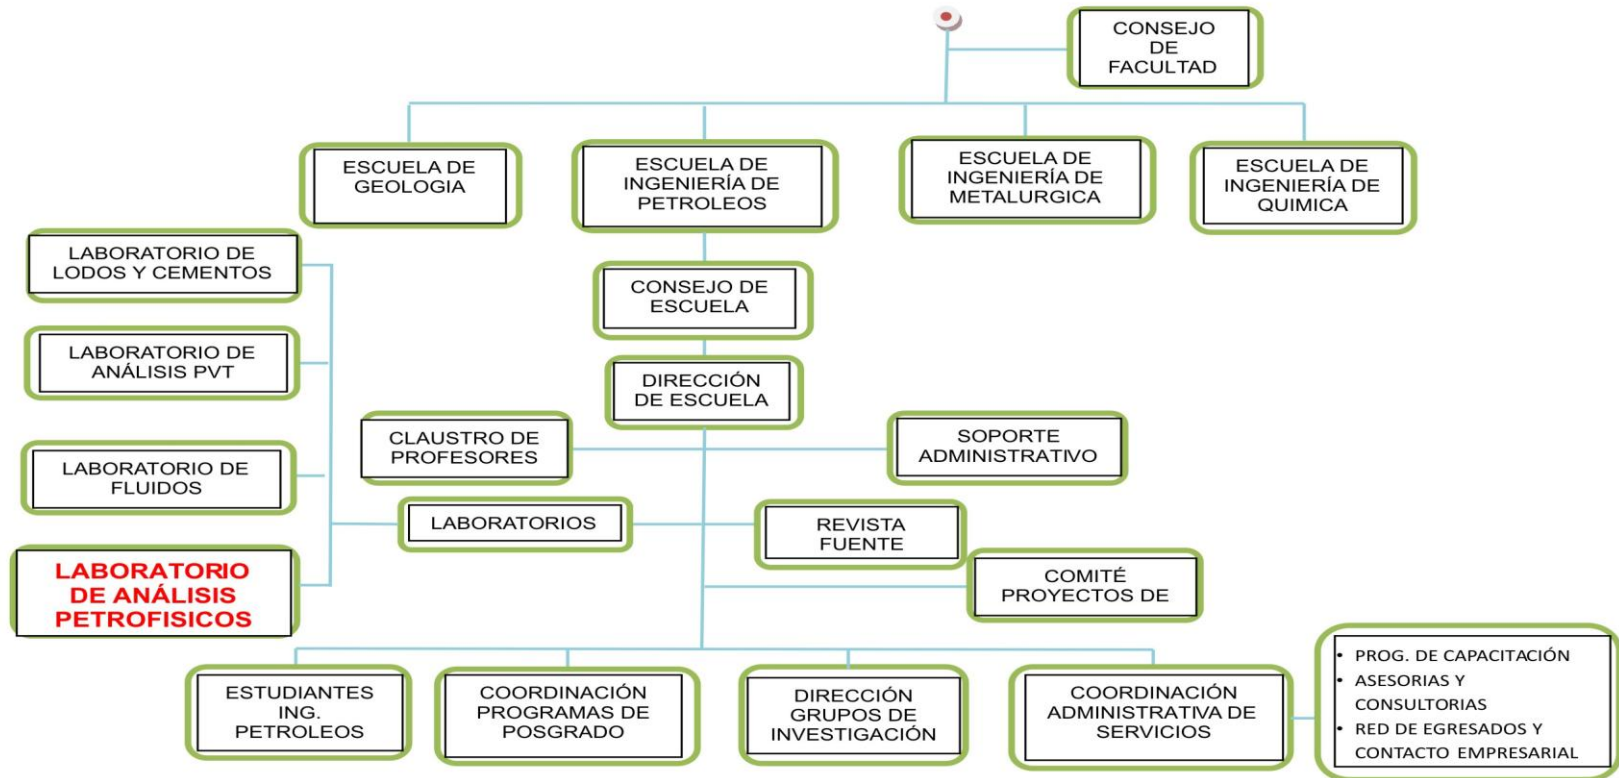 CONSEJO
DE
FACULTAD
ESCUELA DE
GEOLOGIA
ESCUELA DE
INGENIERÍA DE
PETROLEOS
ESCUELA DE
INGENIERÍA DE
METALURGICA
ESCUELA DE
INGENIERÍA DE
QUIMICA
LABORATORIO DE
LODOS Y CEMENTOS
CONSEJO DE
ESCUELA
LABORATORIO DE
ANÁLISIS PVT
DIRECCIÓN
DE ESCUELA
CLAUSTRO DE
PROFESORES
SOPORTE
ADMINISTRATIVO
LABORATORIO DE
FLUIDOS
LABORATORIOS
REVISTA
FUENTE
LABORATORIO
DE ANÁLISIS
PETROFISICOS
COMITÉ
PROYECTOS DE
ESTUDIANTES
ING.
PETROLEOS
COORDINACIÓN
PROGRAMAS DE
POSGRADO
DIRECCIÓN
GRUPOS DE
INVESTIGACIÓN
COORDINACIÓN
ADMINISTRATIVA DE
SERVICIOS
• PROG. DE CAPACITACIÓN
• ASESORIAS Y
CONSULTORIAS
• RED DE EGRESADOS Y
CONTACTO EMPRESARIAL